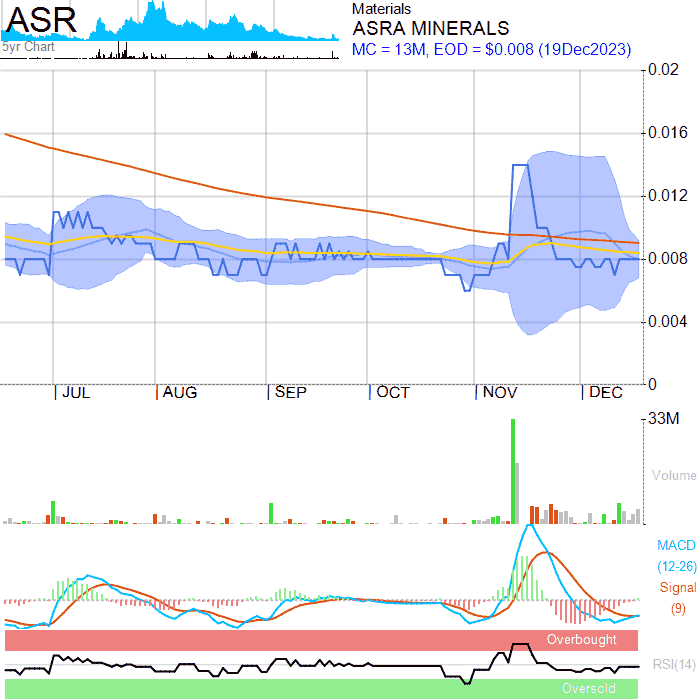 ASR
5yr Chart
Materials
ASRA MINERALS
MC = 13M, EOD = $0.008 (19Dec2023)
0.02
0.016
0.012
0.008
0.004
0
JUL AUG SEP OCT NOV DEC
33M
Volume
MACD
(12-26)
Signal
(9)
Overbought
RSI(14)
Oversold